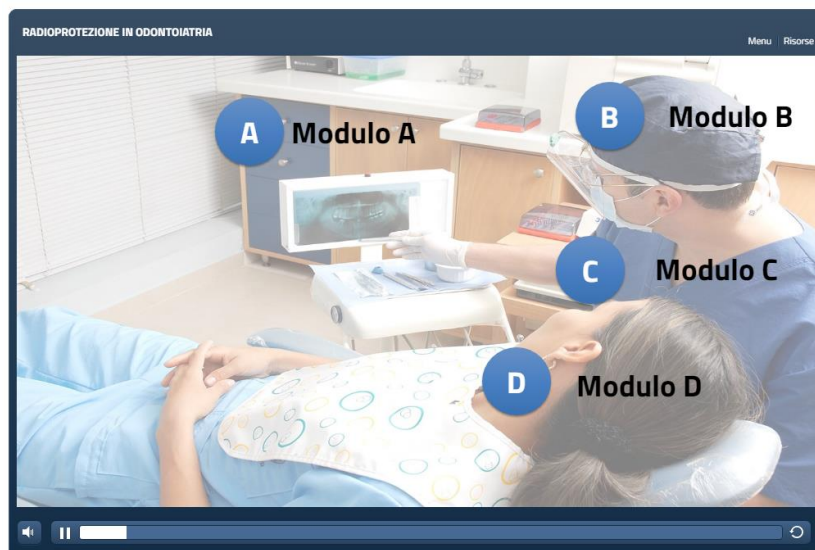 RADIOPROTEZIONE IN ODONTOIATRIA
Menu Risorse
A Modulo A
B Modulo B
C Modulo C
D Modulo D